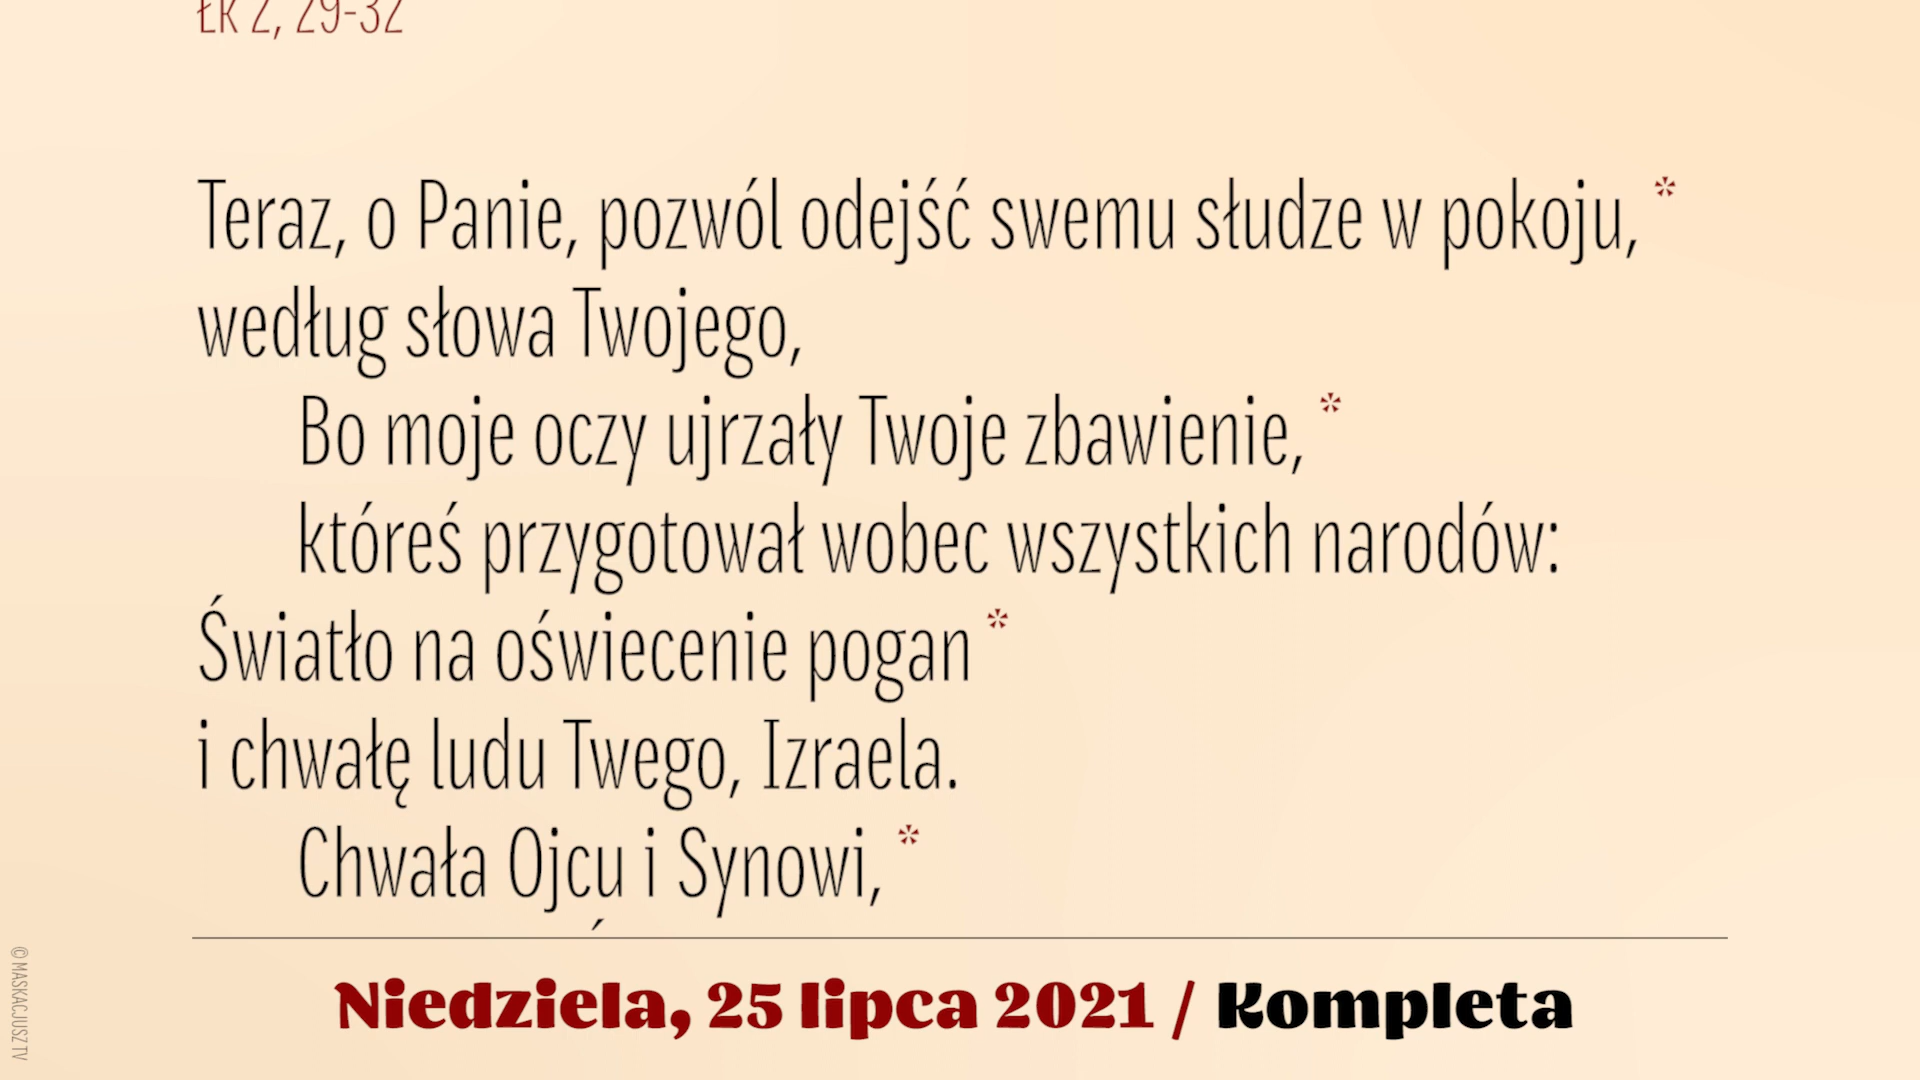 Łk 2, 29-32
Teraz, o Panie, pozwól odejść swemu słudze w pokoju, *
według słowa Twojego,
Bo moje oczy ujrzały Twoje zbawienie, *
któreś przygotował wobec wszystkich narodów:
Światło na oświecenie pogan *
i chwałę ludu Twego, Izraela.
Chwała Ojcu i Synowi, *
Niedziela, 25 lipca 2021 / Kompleta
© MASKACJUSZ TV